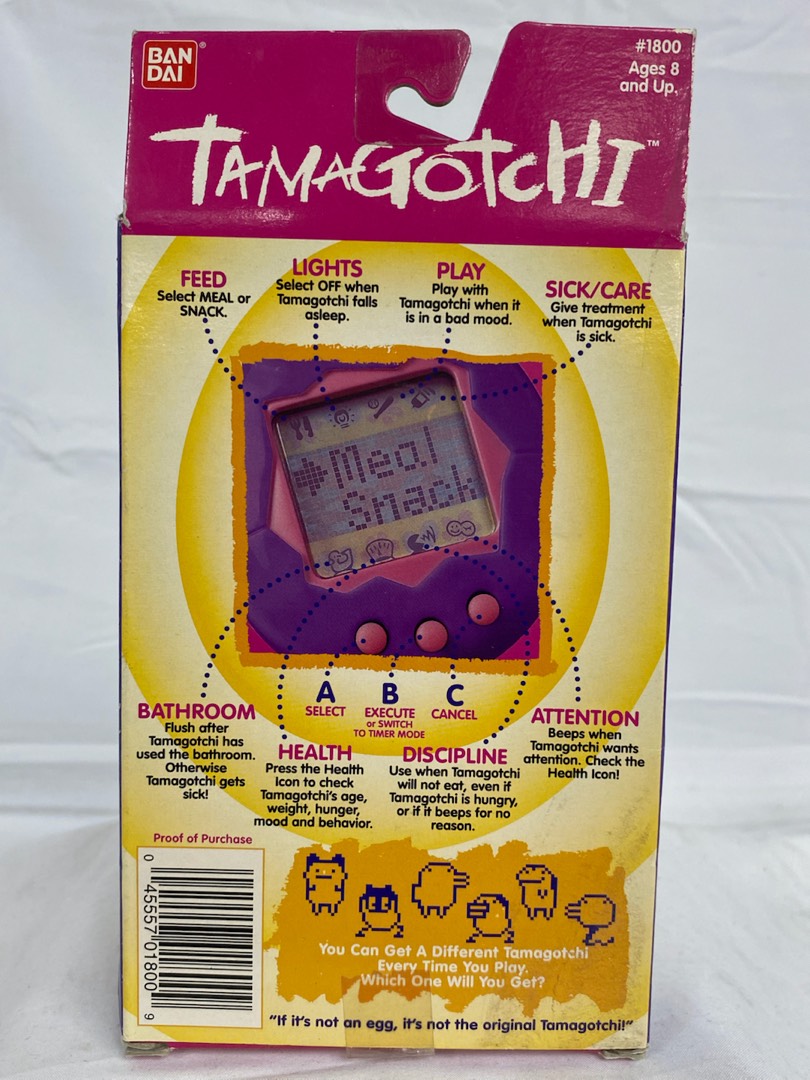 BAN
DAI
®
#1800
Ages 8
and Up.
TAMAGOTCHI™
FEED
Select MEAL or
SNACK.
LIGHTS
Select OFF when
Tamagotchi falls
asleep.
PLAY
Play with
Tamagotchi when it
is in a bad mood.
SICK/CARE
Give treatment
when Tamagotchi
is sick.
Meal
Snack
A
SELECT
B
EXECUTE
or SWITCH
TO TIMER MODE
C
CANCEL
BATHROOM
Flush after
Tamagotchi has
used the bathroom.
Otherwise
Tamagotchi gets
sick!
HEALTH
Press the Health
Icon to check
Tamagotchi's age,
weight, hunger,
mood and behavior.
DISCIPLINE
Use when Tamagotchi
will not eat, even if
Tamagotchi is hungry,
or if it beeps for no
reason.
ATTENTION
Beeps when
Tamagotchi wants
attention. Check the
Health Icon!
Proof of Purchase
0 45557 01800 9
You Can Get A Different Tamagotchi
Every Time You Play.
Which One Will You Get?
"If it's not an egg, it's not the original Tamagotchi!"